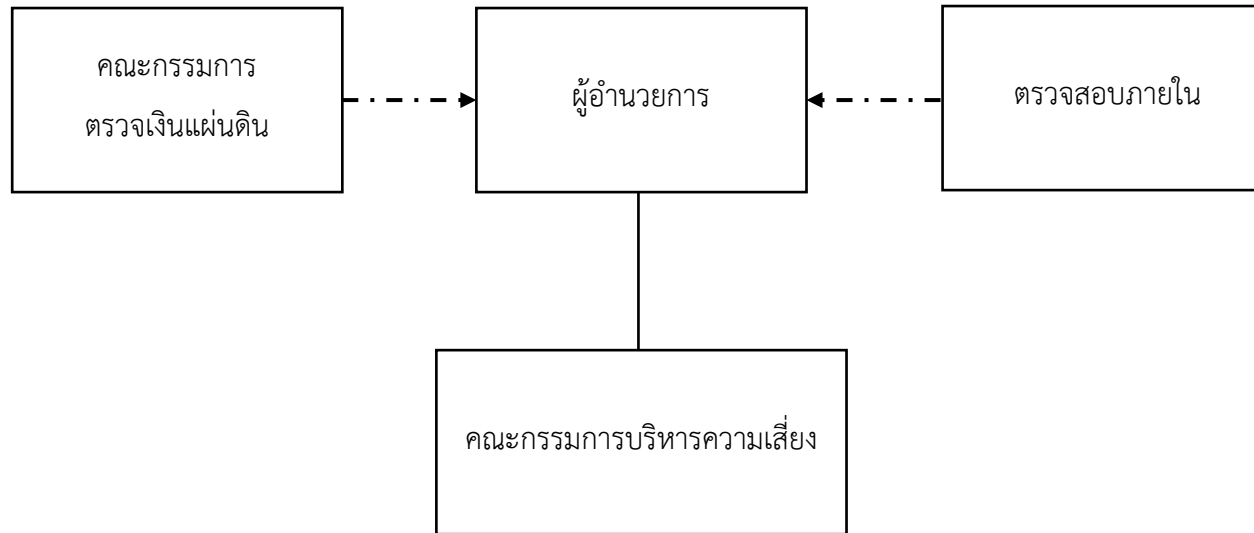 คณะกรรมการ
ตรวจเงินแผ่นดิน
ผู้อำนวยการ
ตรวจสอบภายใน
คณะกรรมการบริหารความเสี่ยง